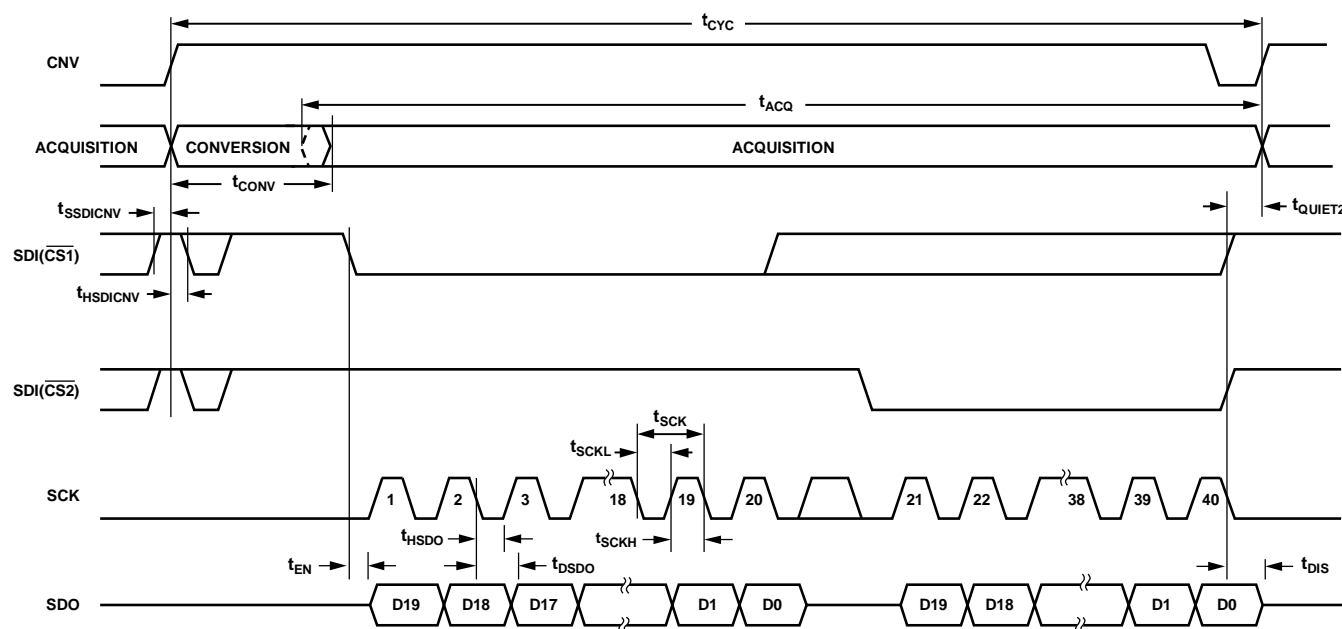 tCYC
CNV
tACQ
ACQUISITION CONVERSION ACQUISITION
tCONV
tSSDICNV
tQUIET2
SDI(CS1)
tHSDICNV
SDI(CS2)
tSCK
tSCKL
SCK 1 2 3 18 19 20 21 22 38 39 40
tHSDO tSCKH
tEN tDSDO tDIS
SDO D19 D18 D17 D1 D0 D19 D18 D1 D0